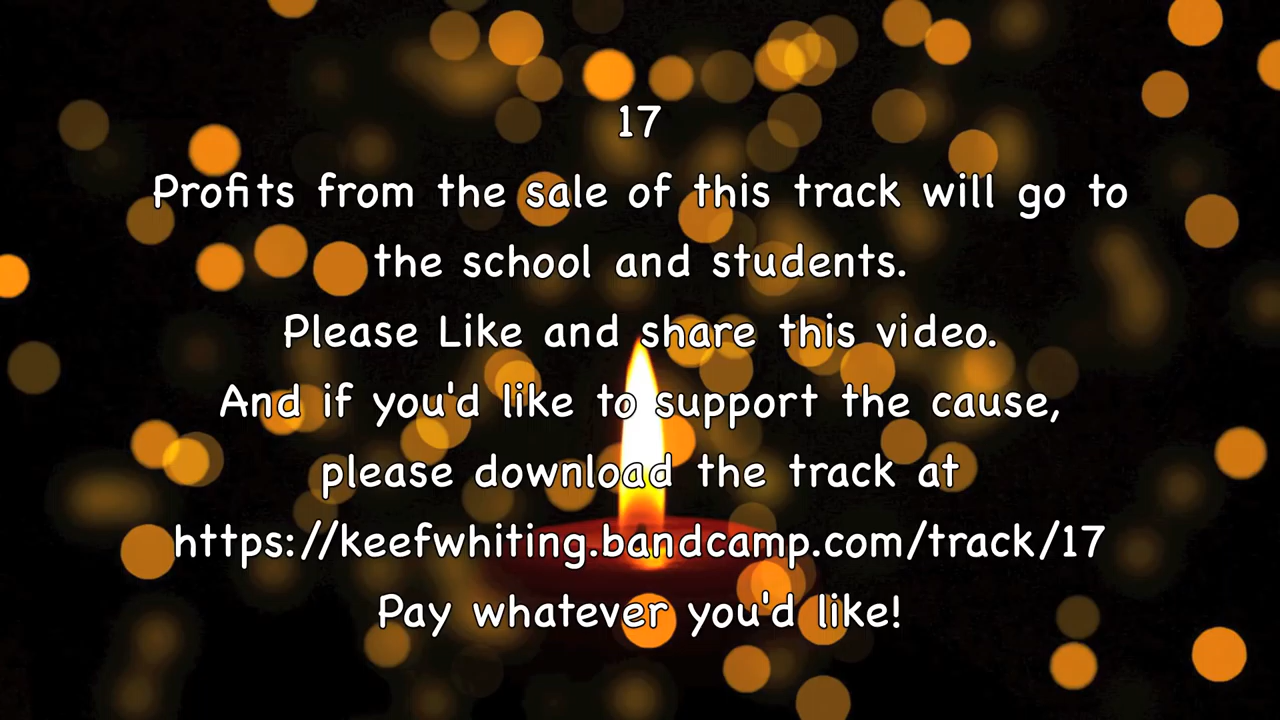 17
Profits from the sale of this track will go to
the school and students.
Please Like and share this video.
And if you'd like to support the cause,
please download the track at
https://keefwhiting.bandcamp.com/track/17
Pay whatever you'd like!